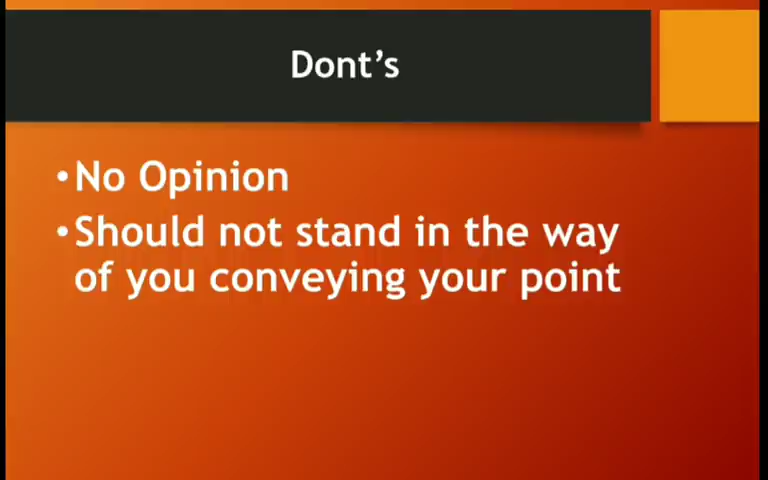 Dont’s
•No Opinion
•Should not stand in the way
of you conveying your point